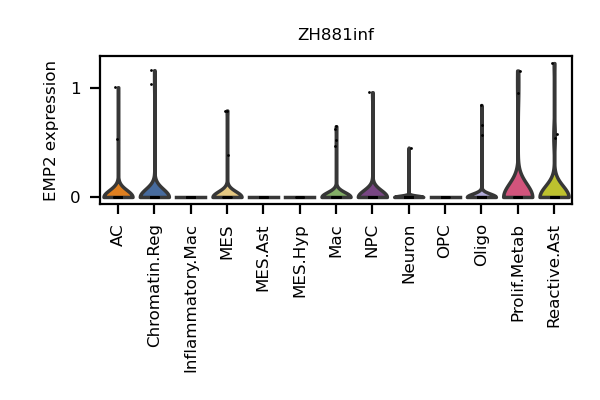 ZH881inf
EMP2 expression
1
0
AC
Chromatin.Reg
Inflammatory.Mac
MES
MES.Ast
MES.Hyp
Mac
NPC
Neuron
OPC
Oligo
Prolif.Metab
Reactive.Ast